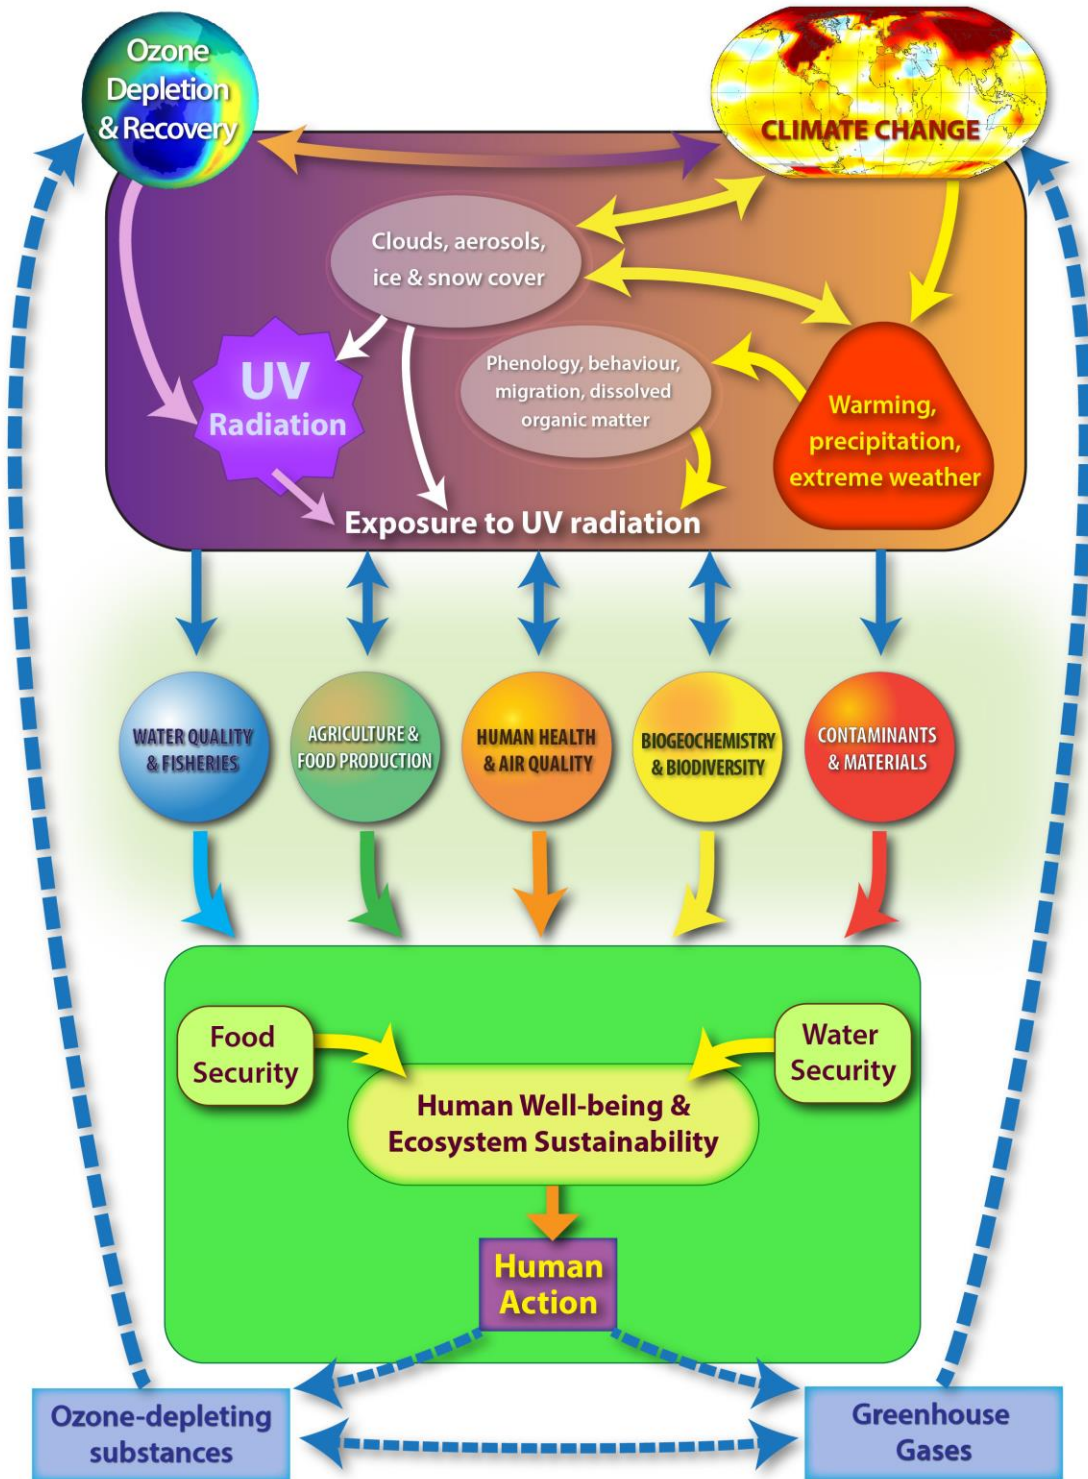 Ozone
Depletion
& Recovery
CLIMATE CHANGE
Clouds, aerosols,
ice & snow cover
UV
Radiation
Phenology, behaviour,
migration, dissolved
organic matter
Warming,
precipitation,
extreme weather
Exposure to UV radiation
WATER QUALITY
& FISHERIES
AGRICULTURE &
FOOD PRODUCTION
HUMAN HEALTH
& AIR QUALITY
BIOGEOCHEMISTRY
& BIODIVERSITY
CONTAMINANTS
& MATERIALS
Food
Security
Water
Security
Human Well-being &
Ecosystem Sustainability
Human
Action
Ozone-depleting
substances
Greenhouse
Gases